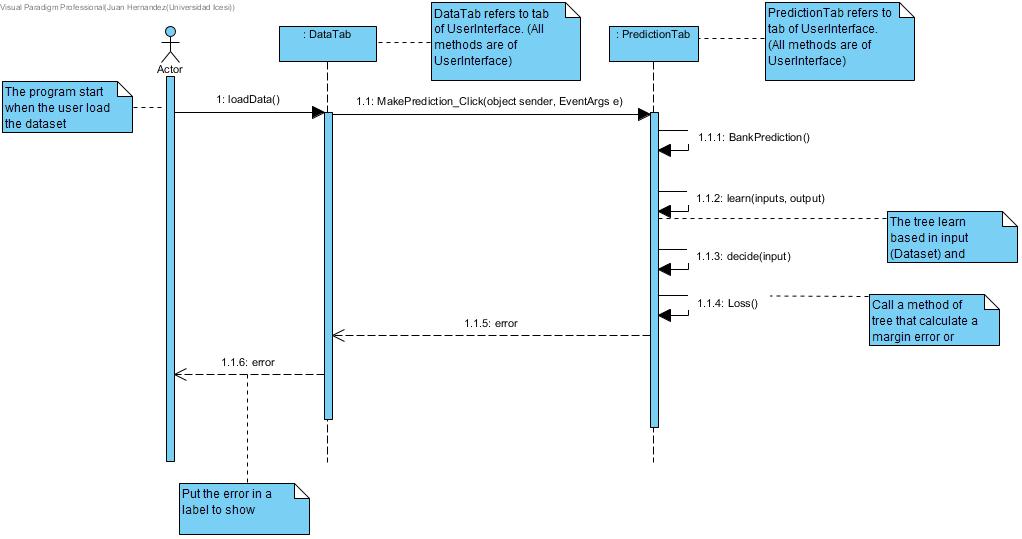 Visual Paradigm Professional(Juan Hernandez(Universidad Icesi))
DataTab refers to tab
of UserInterface. (All
methods are of
UserInterface)
PredictionTab refers to
tab of UserInterface.
(All methods are of
UserInterface)
: DataTab
: PredictionTab
Actor
The program start
when the user load
the dataset
1: loadData()
1.1: MakePrediction_Click(object sender, EventArgs e)
1.1.1: BankPrediction()
1.1.2: learn(inputs, output)
The tree learn
based in input
(Dataset) and
1.1.3: decide(input)
1.1.4: Loss()
Call a method of
tree that calculate a
margin error or
1.1.5: error
1.1.6: error
Put the error in a
label to show